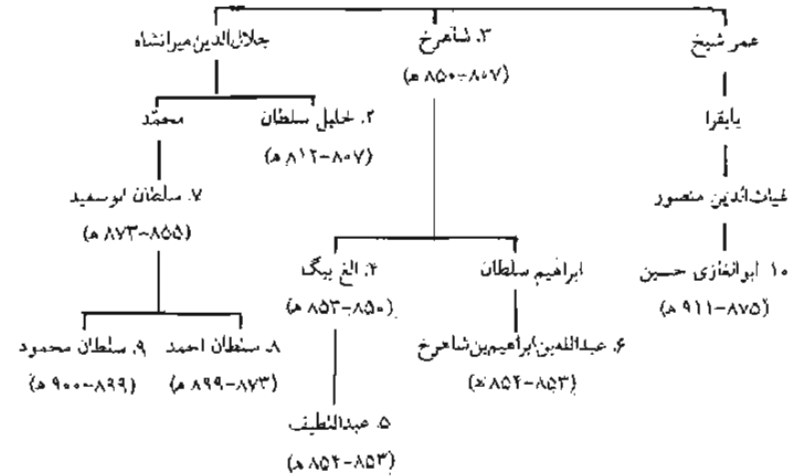 عمر شیخ
۳. شاهرخ
(۸۰۷-۸۵۰ ه)
جلال‌الدین میرانشاه
بایقرا
۲. خلیل سلطان
(۸۰۷-۸۱۲ ه)
محمّد
غیاث‌الدین منصور
۷. سلطان ابوسعید
(۸۵۵-۸۷۳ ه)
۱۰. ابوالغازی حسین
(۸۷۵-۹۱۱ ه)
ابراهیم سلطان
۴. الغ بیگ
(۸۵۰-۸۵۳ ه)
۶. عبدالله‌بن‌ابراهیم‌بن‌شاهرخ
(۸۵۳-۸۵۴ ه)
۸. سلطان احمد
(۸۷۳-۸۹۹ ه)
۹. سلطان محمود
(۸۹۹-۹۰۰ ه)
۵. عبداللطیف
(۸۵۳-۸۵۴ ه)